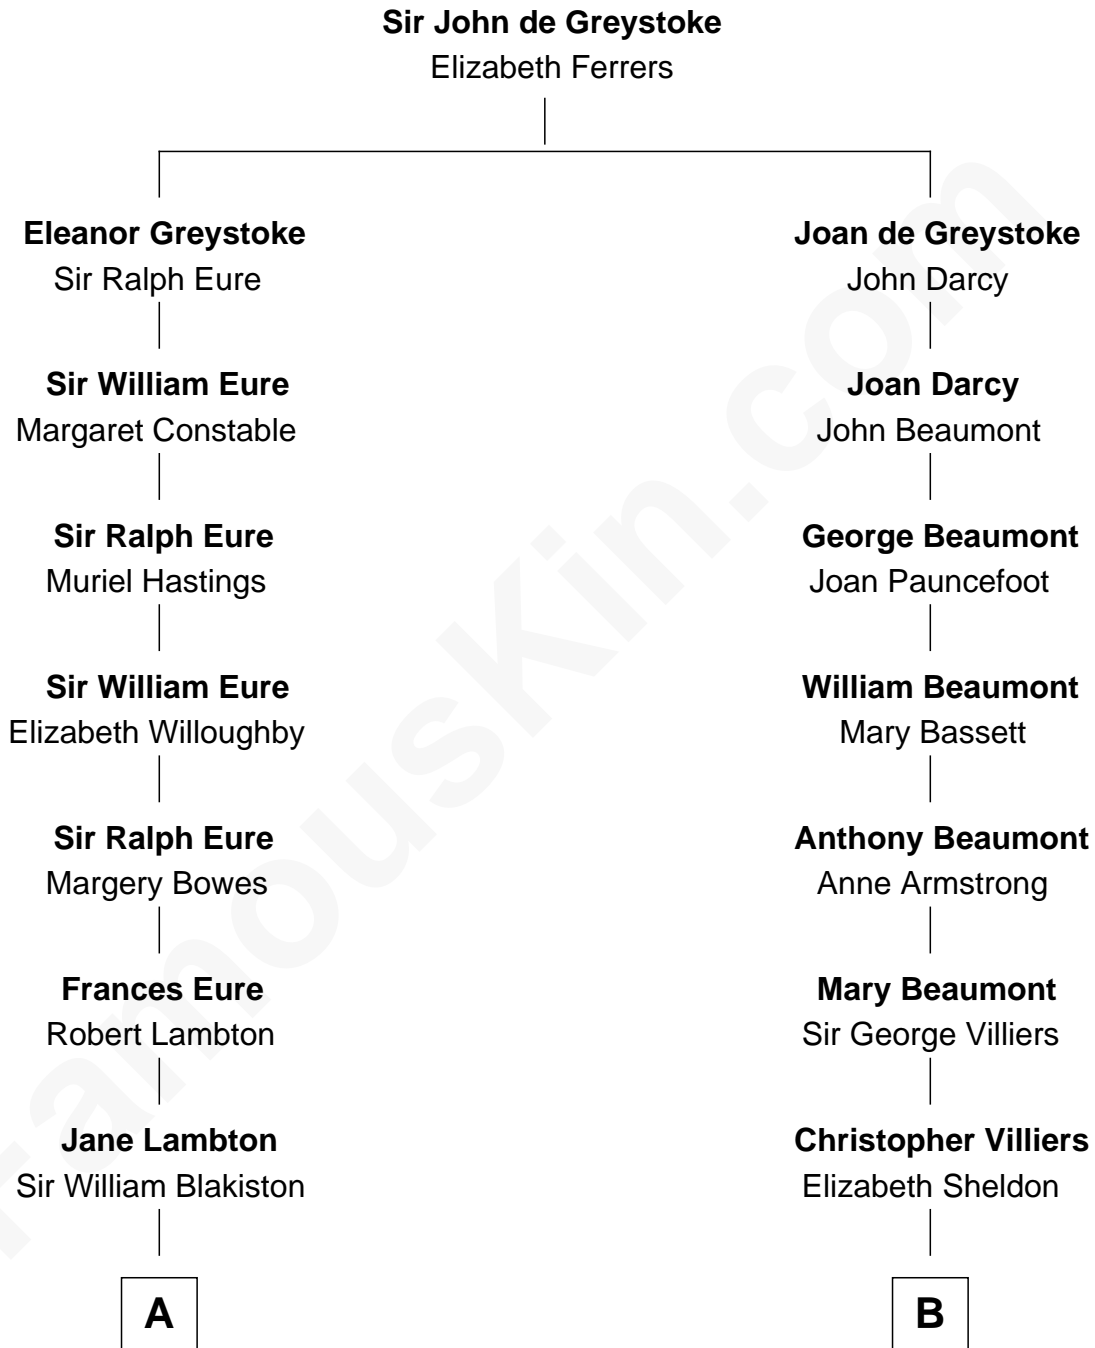 Sir John de Greystoke
Elizabeth Ferrers
Eleanor Greystoke
Sir Ralph Eure
Joan de Greystoke
John Darcy
Sir William Eure
Margaret Constable
Joan Darcy
John Beaumont
Sir Ralph Eure
Muriel Hastings
George Beaumont
Joan Pauncefoot
Sir William Eure
Elizabeth Willoughby
William Beaumont
Mary Bassett
Sir Ralph Eure
Margery Bowes
Anthony Beaumont
Anne Armstrong
Frances Eure
Robert Lambton
Mary Beaumont
Sir George Villiers
Jane Lambton
Sir William Blakiston
Christopher Villiers
Elizabeth Sheldon
A
B
FamousKin.com